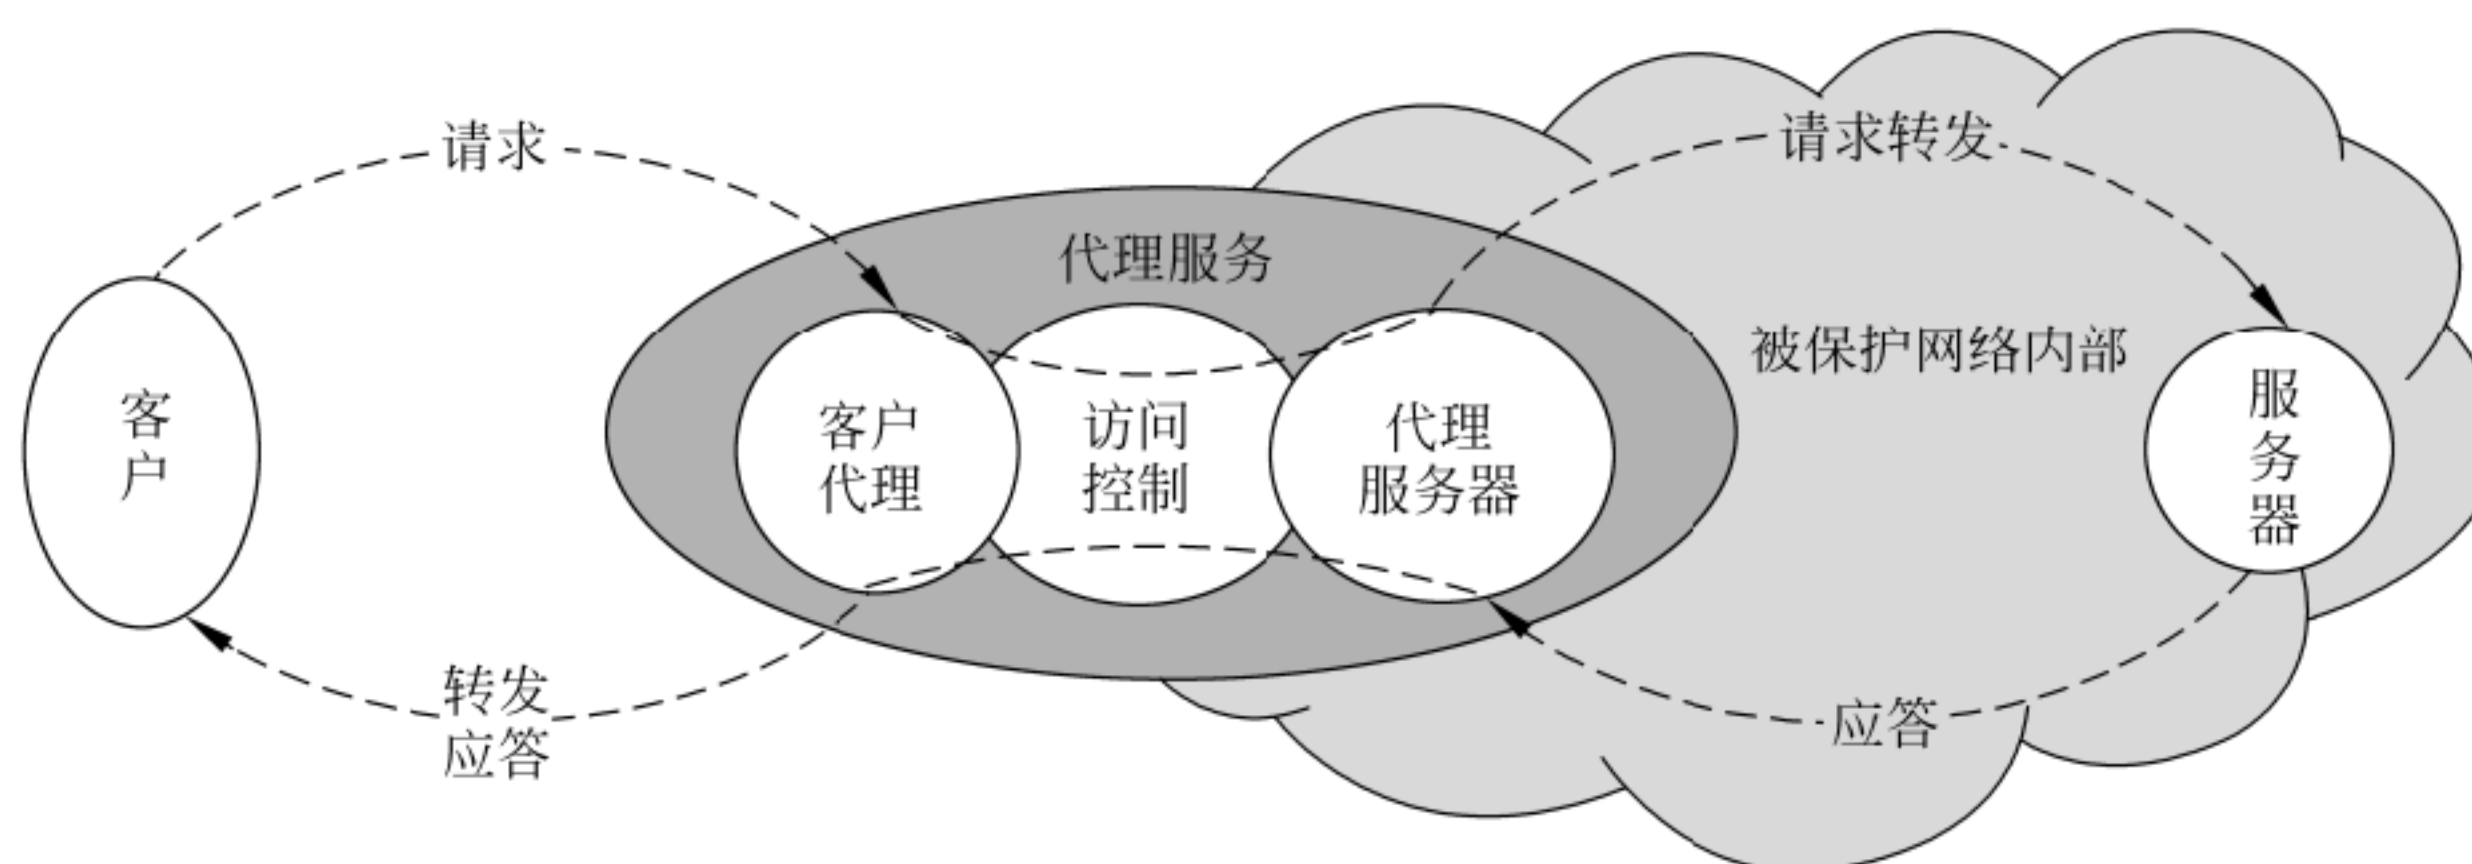 请求
请求转发
代理服务
被保护网络内部
客
户
客户
代理
访问
控制
代理
服务器
服
务
器
转发
应答
应答